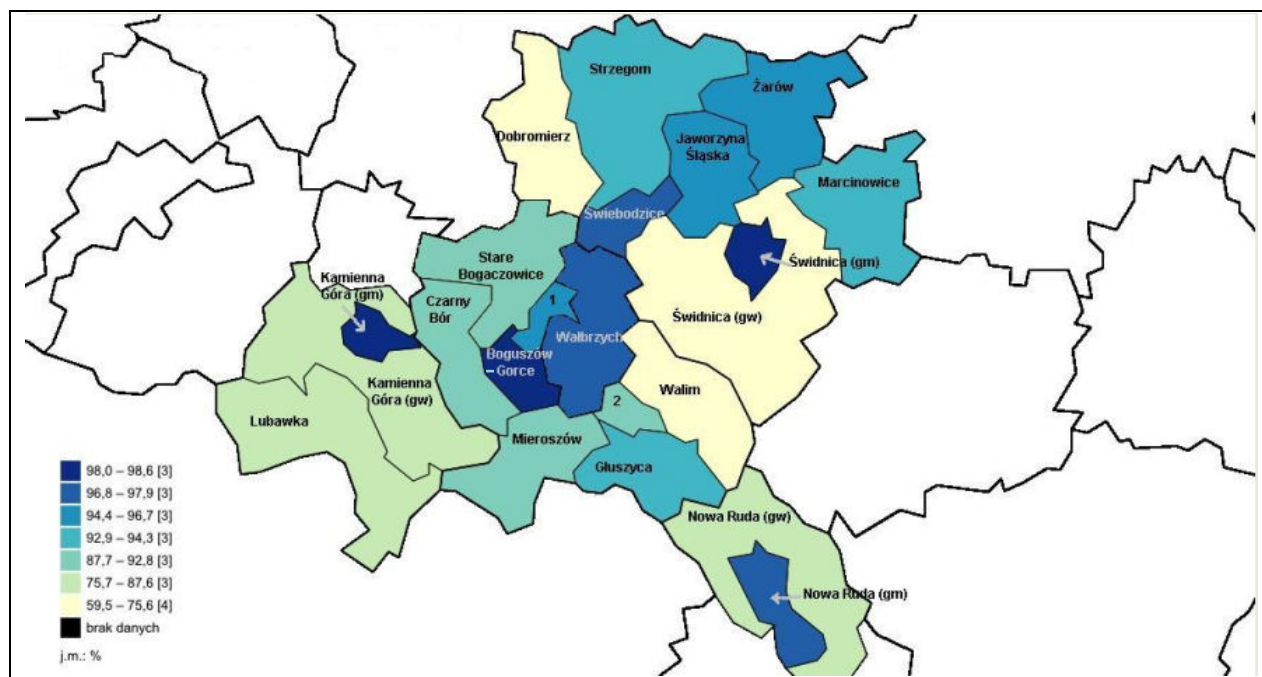 Strzegom
Żarów
Dobromierz
Jaworzyna
Śląska
Marcinowice
Świebodzice
Stare
Bogaczowice
Świdnica (gm)
Kamienna
Góra (gm)
Czarny
Bór
1
Świdnica (gw)
Wałbrzych
Boguszów
– Gorce
Kamienna
Góra (gw)
Walim
2
Lubawka
Mieroszów
Głuszyca
Nowa Ruda (gw)
Nowa Ruda (gm)
98,0 – 98,6 [3]
96,8 – 97,9 [3]
94,4 – 96,7 [3]
92,9 – 94,3 [3]
87,7 – 92,8 [3]
75,7 – 87,6 [3]
59,5 – 75,6 [4]
brak danych
j.m.: %